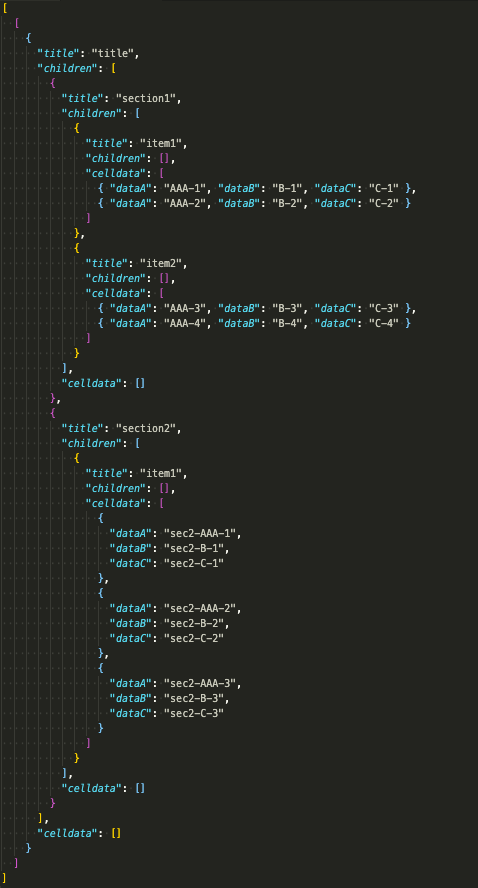 [
  [
    {
      "title": "title",
      "children": [
        {
          "title": "section1",
          "children": [
            {
              "title": "item1",
              "children": [],
              "celldata": [
                { "dataA": "AAA-1", "dataB": "B-1", "dataC": "C-1" },
                { "dataA": "AAA-2", "dataB": "B-2", "dataC": "C-2" }
              ]
            },
            {
              "title": "item2",
              "children": [],
              "celldata": [
                { "dataA": "AAA-3", "dataB": "B-3", "dataC": "C-3" },
                { "dataA": "AAA-4", "dataB": "B-4", "dataC": "C-4" }
              ]
            }
          ],
          "celldata": []
        },
        {
          "title": "section2",
          "children": [
            {
              "title": "item1",
              "children": [],
              "celldata": [
                {
                  "dataA": "sec2-AAA-1",
                  "dataB": "sec2-B-1",
                  "dataC": "sec2-C-1"
                },
                {
                  "dataA": "sec2-AAA-2",
                  "dataB": "sec2-B-2",
                  "dataC": "sec2-C-2"
                },
                {
                  "dataA": "sec2-AAA-3",
                  "dataB": "sec2-B-3",
                  "dataC": "sec2-C-3"
                }
              ]
            }
          ],
          "celldata": []
        }
      ],
      "celldata": []
    }
  ]
]